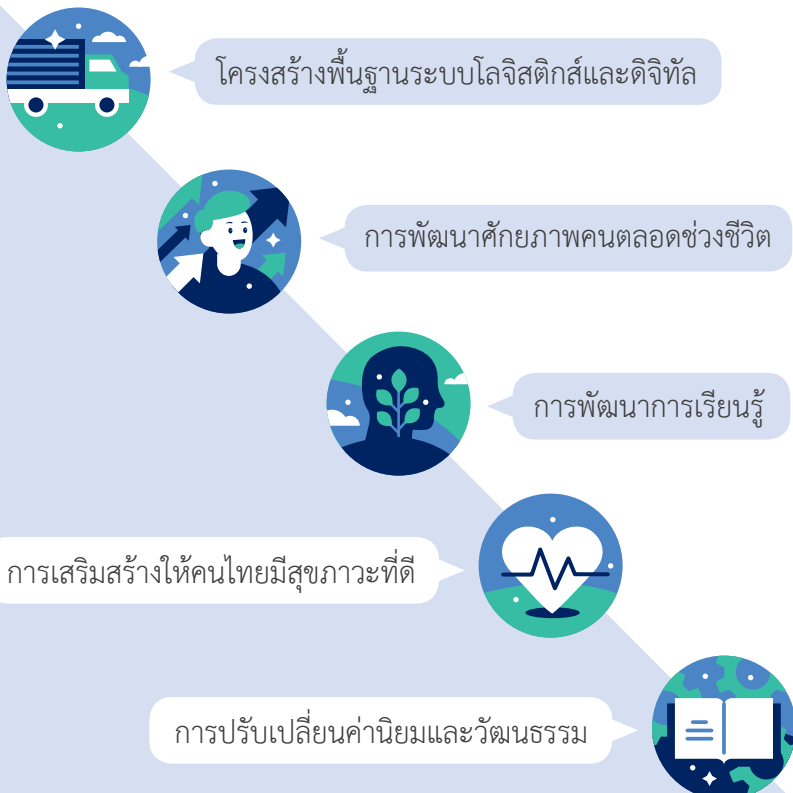 โครงสร้างพื้นฐานระบบโลจิสติกส์และดิจิทัล
การพัฒนาศักยภาพคนตลอดช่วงชีวิต
การพัฒนาการเรียนรู้
การเสริมสร้างให้คนไทยมีสุขภาวะที่ดี
การปรับเปลี่ยนค่านิยมและวัฒนธรรม